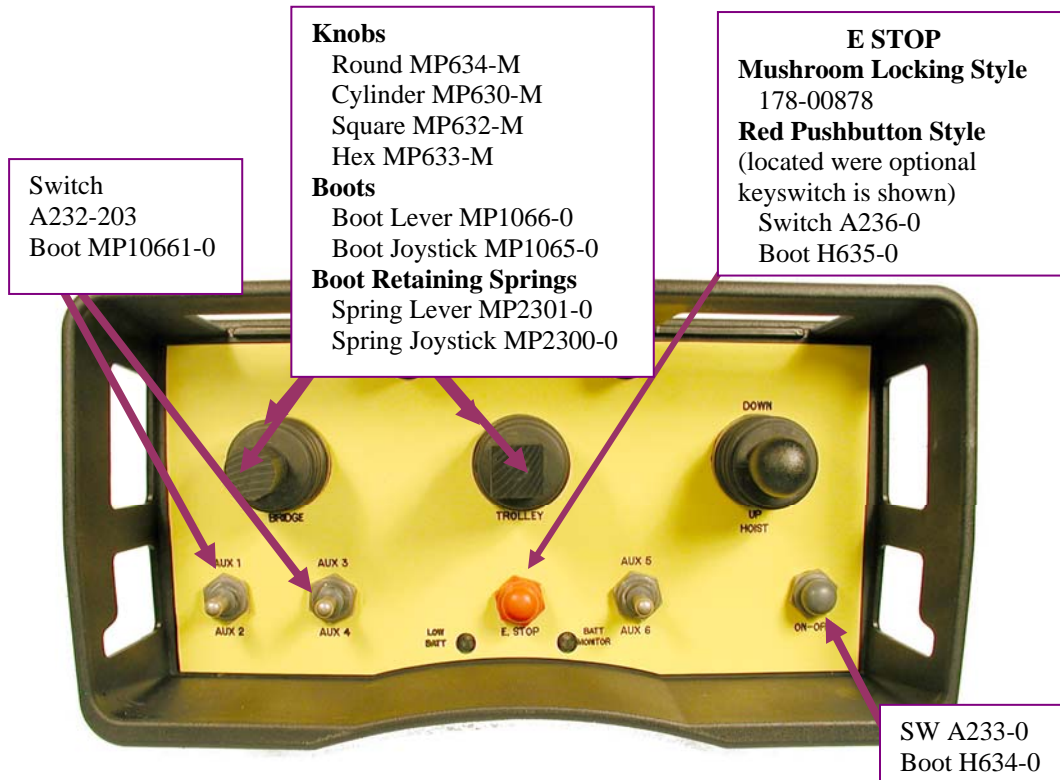 Knobs
Round MP634-M
Cylinder MP630-M
Square MP632-M
Hex MP633-M
Boots
Boot Lever MP1066-0
Boot Joystick MP1065-0
Boot Retaining Springs
Spring Lever MP2301-0
Spring Joystick MP2300-0
E STOP
Mushroom Locking Style
178-00878
Red Pushbutton Style
(located were optional
keyswitch is shown)
Switch A236-0
Boot H635-0
Switch
A232-203
Boot MP10661-0
DOWN
BRIDGE
TROLLEY
UP
HOIST
AUX 1
AUX 3
AUX 5
AUX 2
AUX 4
E. STOP
AUX 6
LOW
BATT
BATT
MONITOR
SW A233-0
Boot H634-0